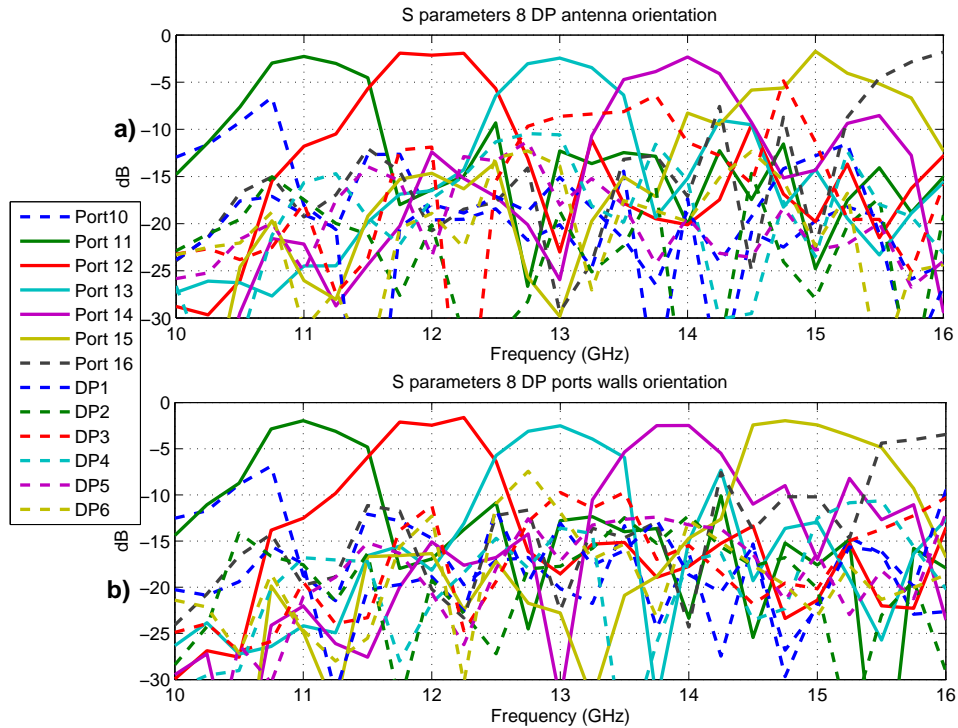 S parameters 8 DP antenna orientation
a)
dB
0
−5
−10
−15
−20
−25
−30
10
11
12
13
14
15
16
Frequency (GHz)
Port10
Port 11
Port 12
Port 13
Port 14
Port 15
Port 16
DP1
DP2
DP3
DP4
DP5
DP6
S parameters 8 DP ports walls orientation
b)
dB
0
−5
−10
−15
−20
−25
−30
10
11
12
13
14
15
16
Frequency (GHz)